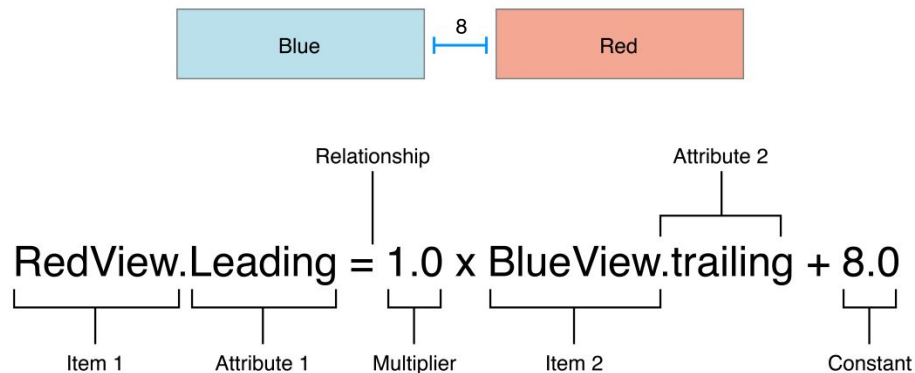 8
Blue
Red
Relationship
Attribute 2
RedView.Leading = 1.0 x BlueView.trailing + 8.0
Item 1
Attribute 1
Multiplier
Item 2
Constant